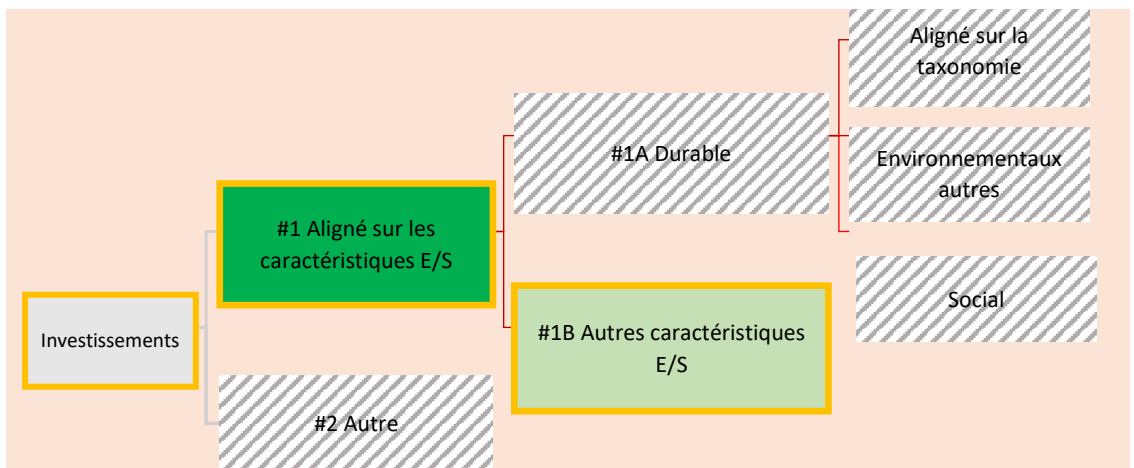 Investissements
#1 Aligné sur les
caractéristiques E/S
#2 Autre
#1A Durable
#1B Autres caractéristiques
E/S
Aligné sur la
taxonomie
Environnementaux
autres
Social